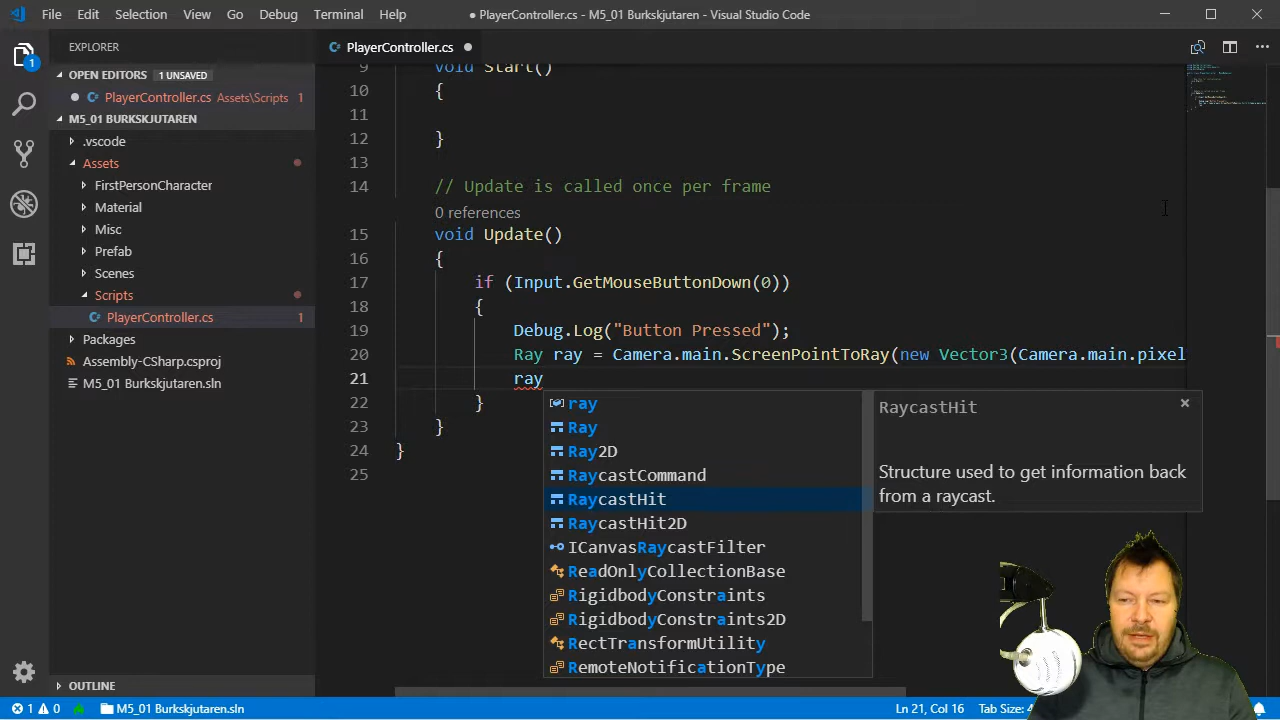 File Edit Selection View Go Debug Terminal Help
● PlayerController.cs - M5_01 Burkskjutaren - Visual Studio Code
EXPLORER
OPEN EDITORS 1 UNSAVED
PlayerController.cs Assets\Scripts 1
M5_01 BURKSKJUTAREN
.vscode
Assets
FirstPersonCharacter
Material
Misc
Prefab
Scenes
Scripts
PlayerController.cs 1
Packages
Assembly-CSharp.csproj
M5_01 Burkskjutaren.sln
OUTLINE
1
PlayerController.cs
9 void Start()
10 {
11
12 }
13
14 // Update is called once per frame
0 references
15 void Update()
16 {
17 if (Input.GetMouseButtonDown(0))
18 {
19 Debug.Log("Button Pressed");
20 Ray ray = Camera.main.ScreenPointToRay(new Vector3(Camera.main.pixel
21 ray
22 }
23 }
24 }
25
ray
Ray
Ray2D
RaycastCommand
RaycastHit
RaycastHit2D
ICanvasRaycastFilter
ReadOnlyCollectionBase
RigidbodyConstraints
RigidbodyConstraints2D
RectTransformUtility
RemoteNotificationType
RaycastHit
Structure used to get information back
from a raycast.
1 0 M5_01 Burkskjutaren.sln
Ln 21, Col 16 Tab Size: 4